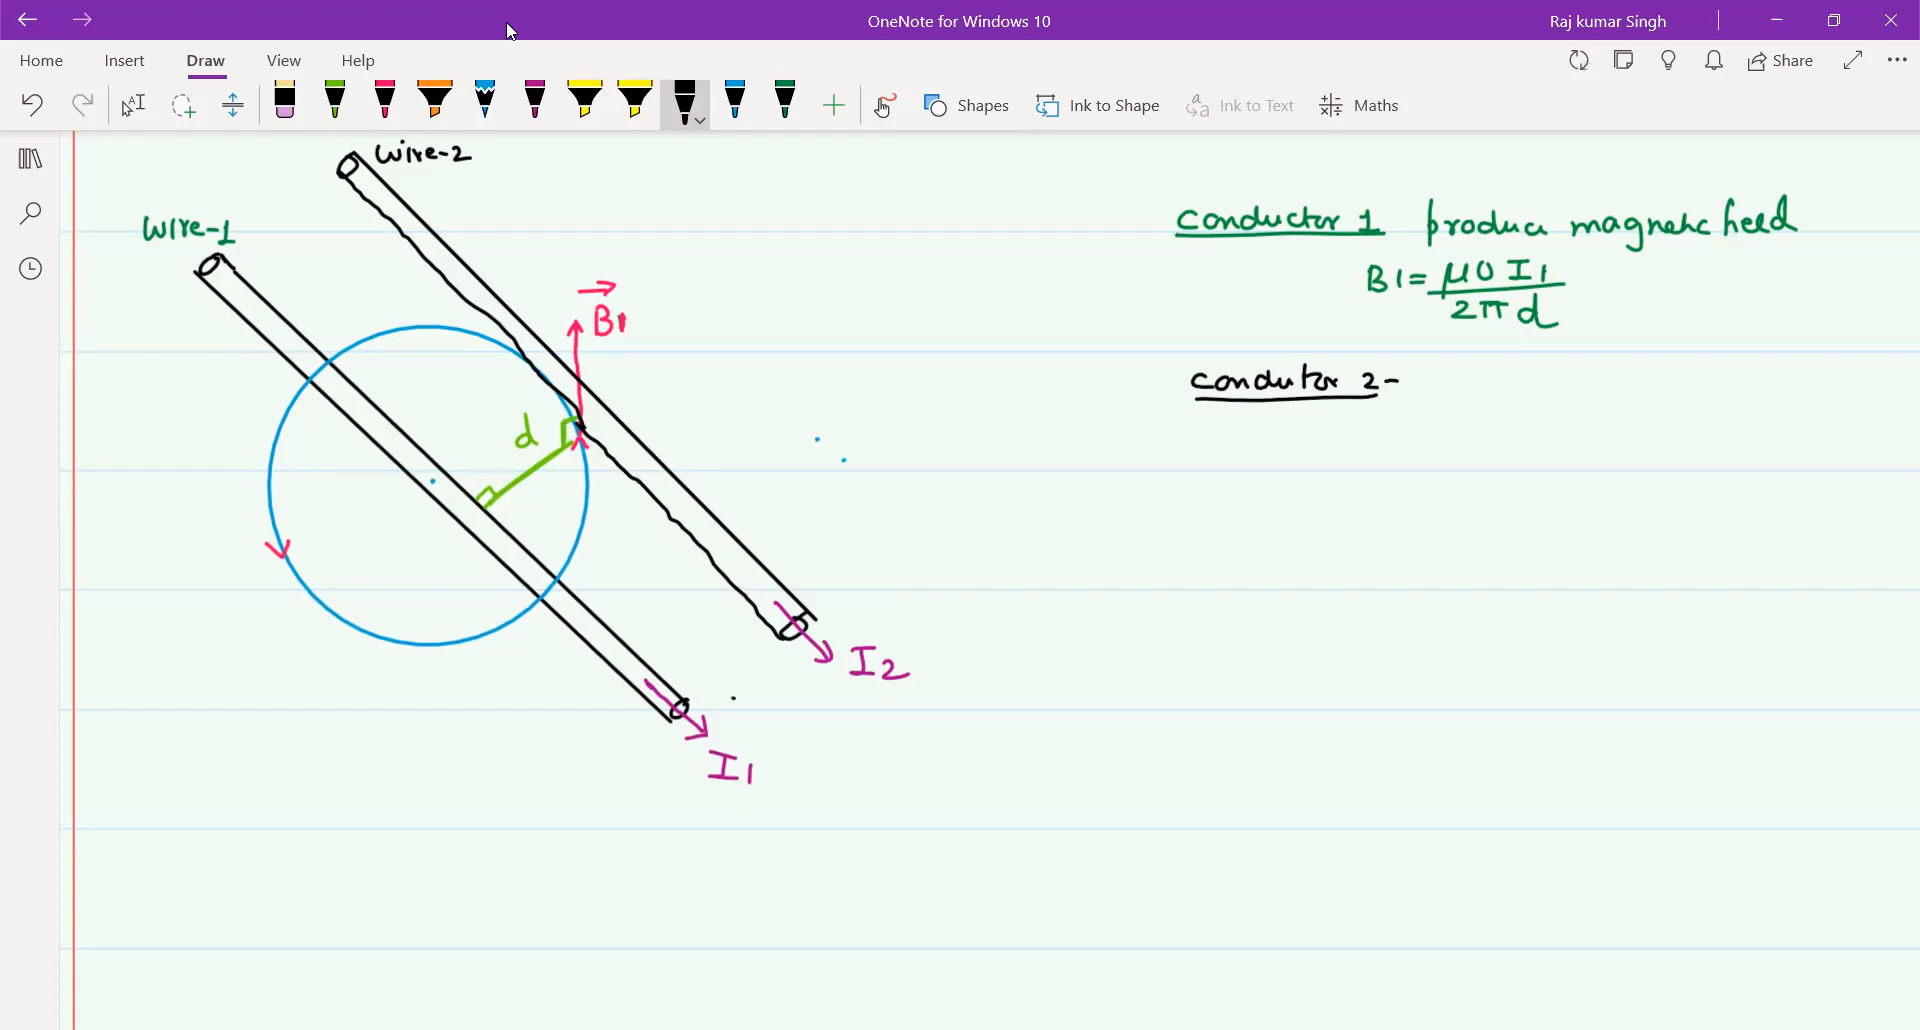 OneNote for Windows 10
Raj kumar Singh
Home Insert Draw View Help
Share
Shapes Ink to Shape Ink to Text Maths
wire-2
wire-1
conductor 1 produce magnetic field
B1 = μ0 I1
2π d
B1
condutor 2-
d
I2
I1